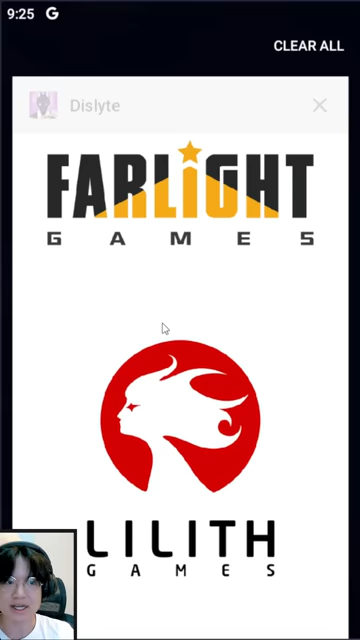 9:25 G
CLEAR ALL
Dislyte
FARLIGHT
GAMES
LILITH
GAMES